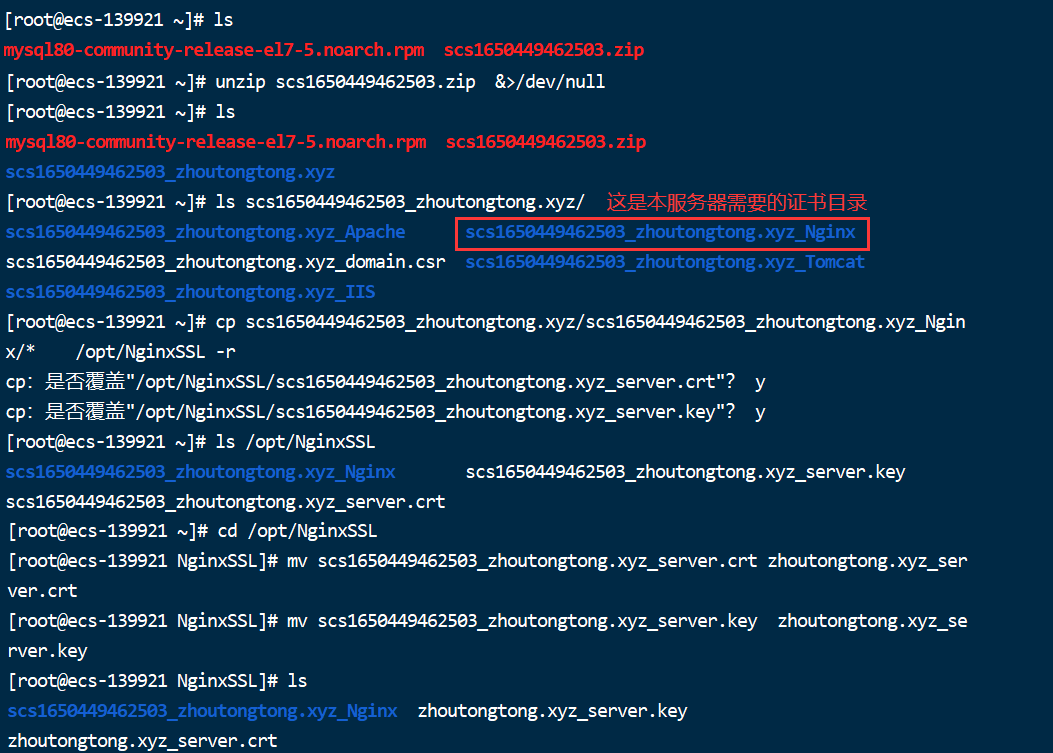 [root@ecs-139921 ~]# ls
mysql80-community-release-el7-5.noarch.rpm  scs1650449462503.zip
[root@ecs-139921 ~]# unzip scs1650449462503.zip  &>/dev/null
[root@ecs-139921 ~]# ls
mysql80-community-release-el7-5.noarch.rpm  scs1650449462503.zip
scs1650449462503_zhoutongtong.xyz
[root@ecs-139921 ~]# ls scs1650449462503_zhoutongtong.xyz/  这是本服务器需要的证书目录
scs1650449462503_zhoutongtong.xyz_Apache      scs1650449462503_zhoutongtong.xyz_Nginx
scs1650449462503_zhoutongtong.xyz_domain.csr  scs1650449462503_zhoutongtong.xyz_Tomcat
scs1650449462503_zhoutongtong.xyz_IIS
[root@ecs-139921 ~]# cp scs1650449462503_zhoutongtong.xyz/scs1650449462503_zhoutongtong.xyz_Ngin
x/*    /opt/NginxSSL -r
cp: 是否覆盖"/opt/NginxSSL/scs1650449462503_zhoutongtong.xyz_server.crt"?  y
cp: 是否覆盖"/opt/NginxSSL/scs1650449462503_zhoutongtong.xyz_server.key"?  y
[root@ecs-139921 ~]# ls /opt/NginxSSL
scs1650449462503_zhoutongtong.xyz_Nginx       scs1650449462503_zhoutongtong.xyz_server.key
scs1650449462503_zhoutongtong.xyz_server.crt
[root@ecs-139921 ~]# cd /opt/NginxSSL
[root@ecs-139921 NginxSSL]# mv scs1650449462503_zhoutongtong.xyz_server.crt zhoutongtong.xyz_ser
ver.crt
[root@ecs-139921 NginxSSL]# mv scs1650449462503_zhoutongtong.xyz_server.key  zhoutongtong.xyz_se
rver.key
[root@ecs-139921 NginxSSL]# ls
scs1650449462503_zhoutongtong.xyz_Nginx  zhoutongtong.xyz_server.key
zhoutongtong.xyz_server.crt